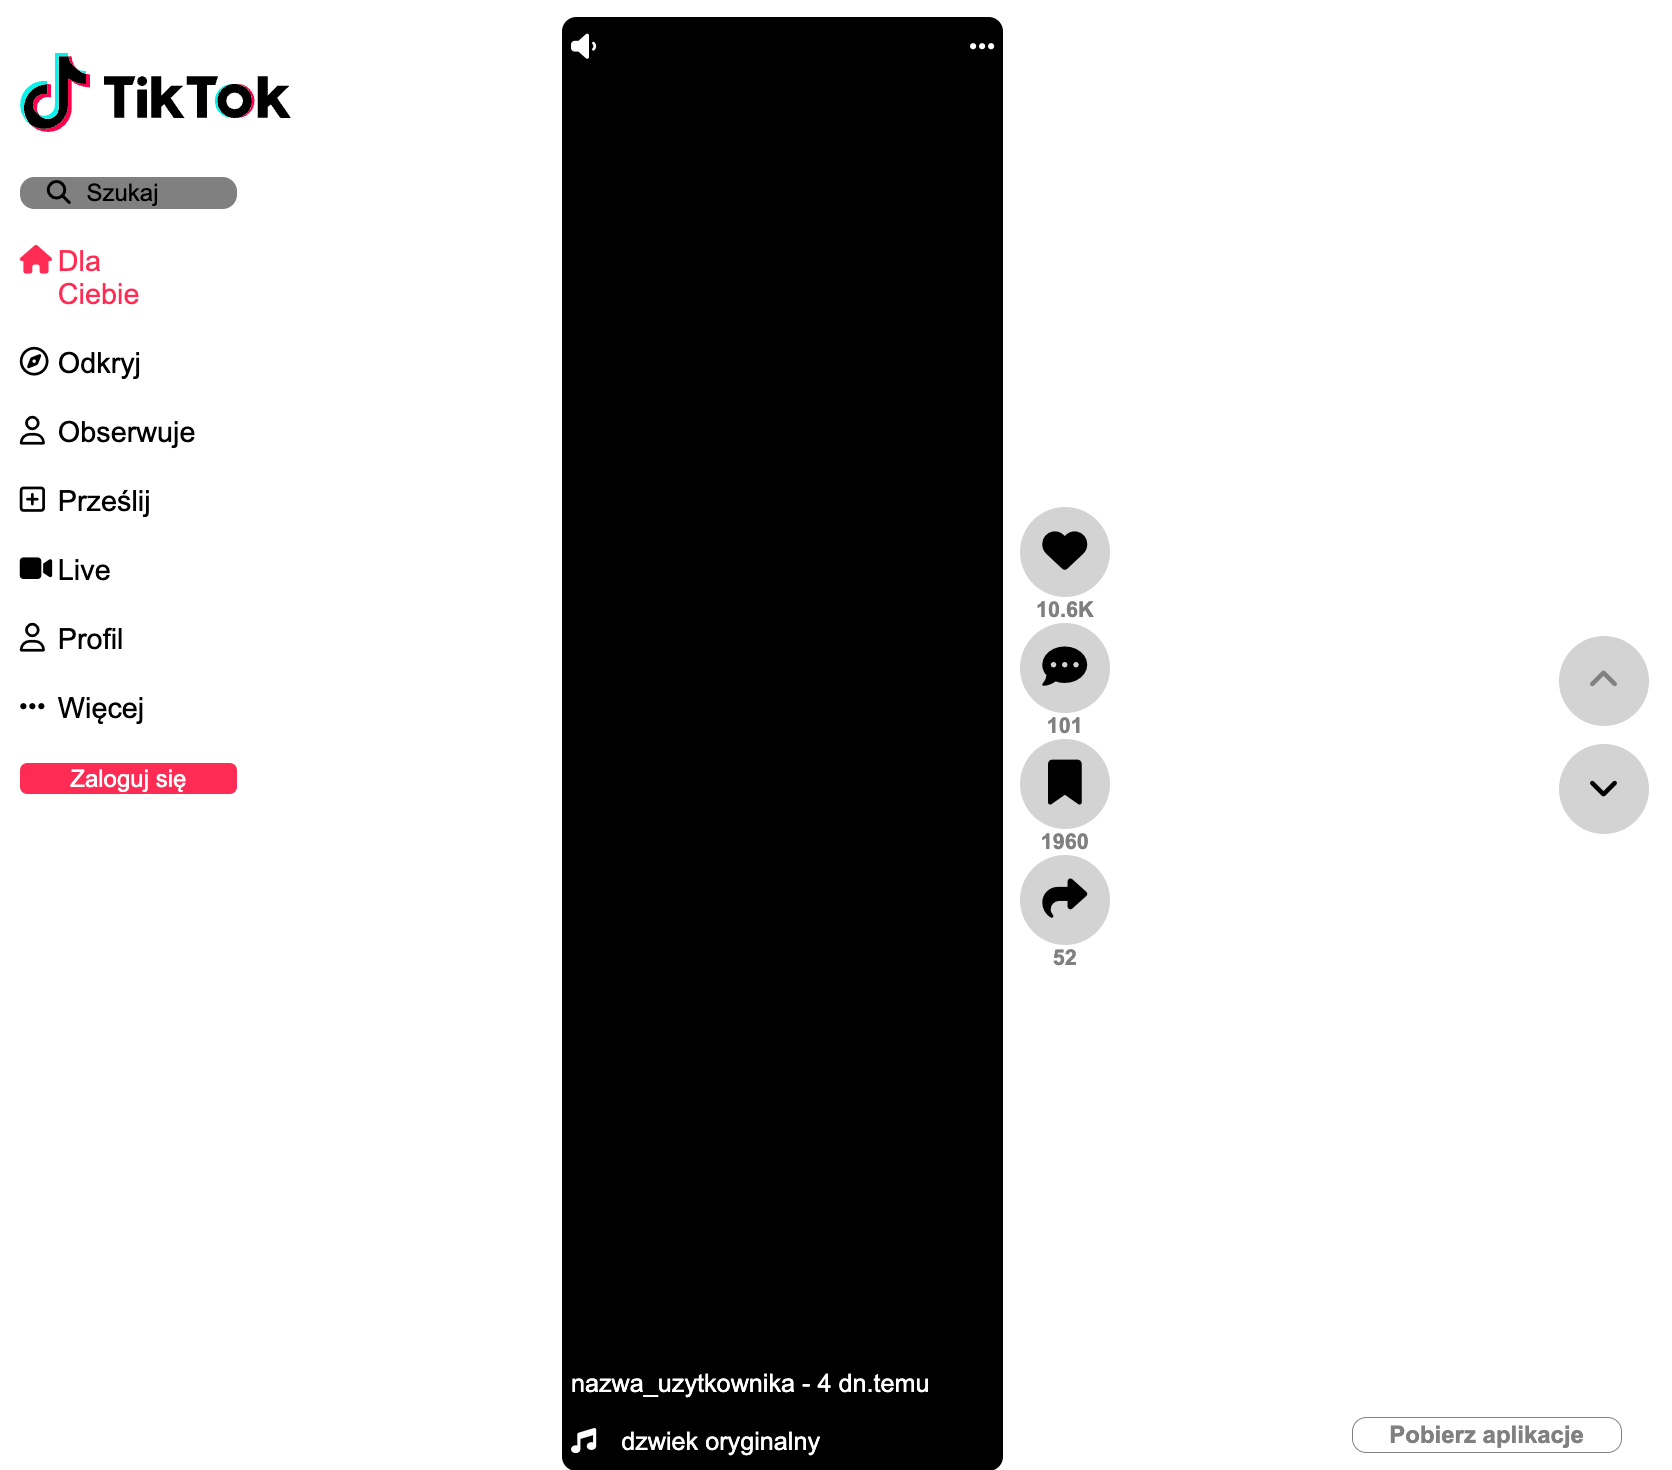 TikTok
Szukaj
Dla
Ciebie
Odkryj
Obserwuje
Prześlij
Live
Profil
Więcej
Zaloguj się
nazwa_uzytkownika - 4 dn.temu
dzwiek oryginalny
10.6K
101
1960
52
Pobierz aplikacje